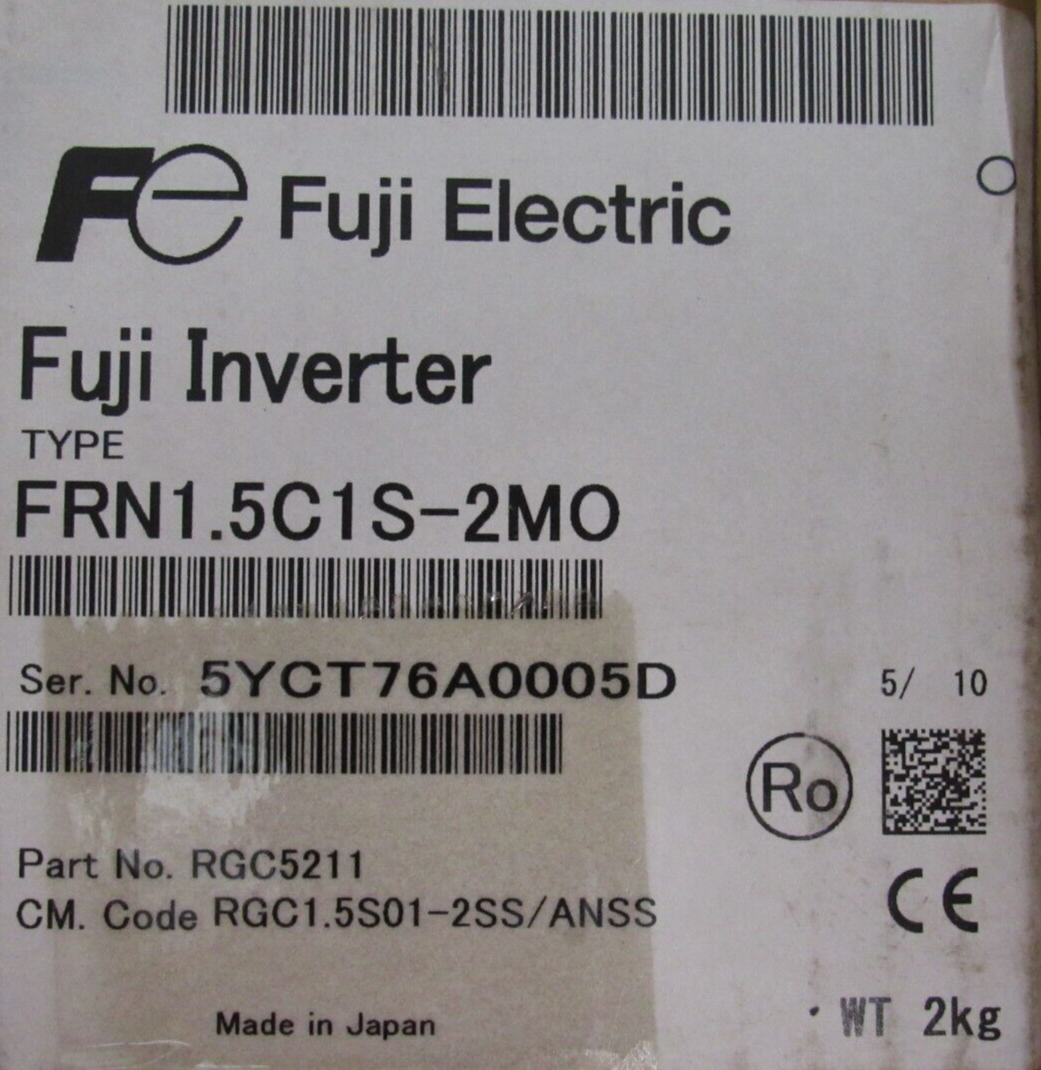 Fe Fuji Electric
Fuji Inverter
TYPE
FRN1.5C1S-2MO
Ser. No. 5YCT76A0005D 5/ 10
Ro
Part No. RGC5211
CM. Code RGC1.5S01-2SS/ANSS
CE
Made in Japan
WT 2kg